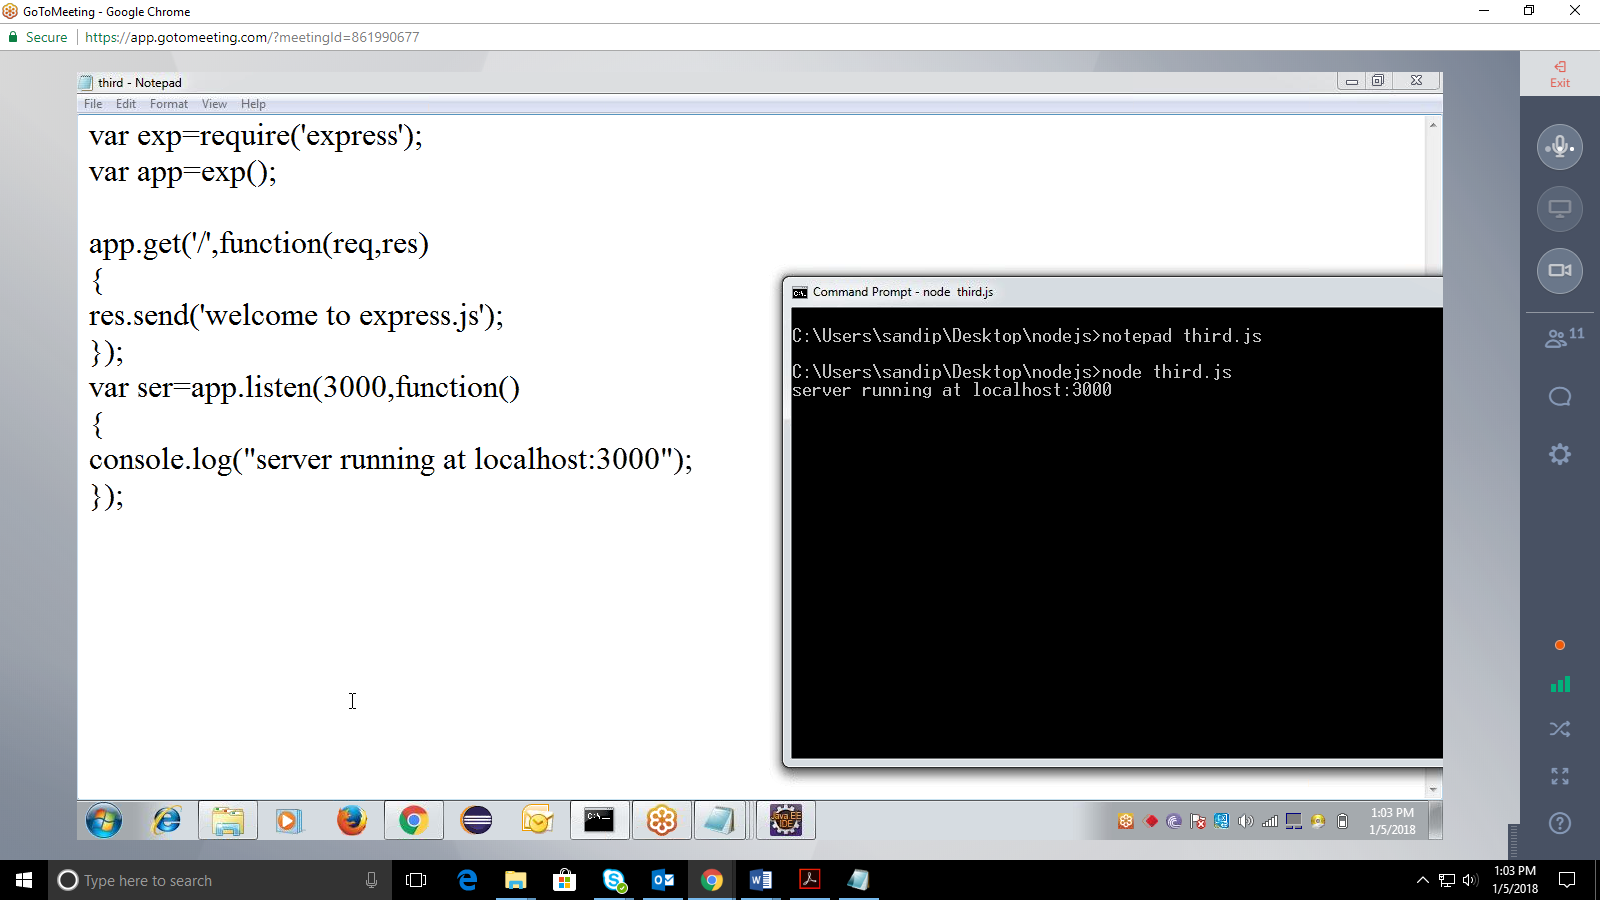 GoToMeeting - Google Chrome
Secure https://app.gotomeeting.com/?meetingId=861990677
third - Notepad
File Edit Format View Help
var exp=require('express');
var app=exp();
app.get('/',function(req,res)
{
res.send('welcome to express.js');
});
var ser=app.listen(3000,function()
{
console.log("server running at localhost:3000");
});
Command Prompt - node  third.js
C:\Users\sandip\Desktop\nodejs>notepad third.js
C:\Users\sandip\Desktop\nodejs>node third.js
server running at localhost:3000
Exit
11
Java EE
IDE
1:03 PM
1/5/2018
Type here to search
1:03 PM
1/5/2018